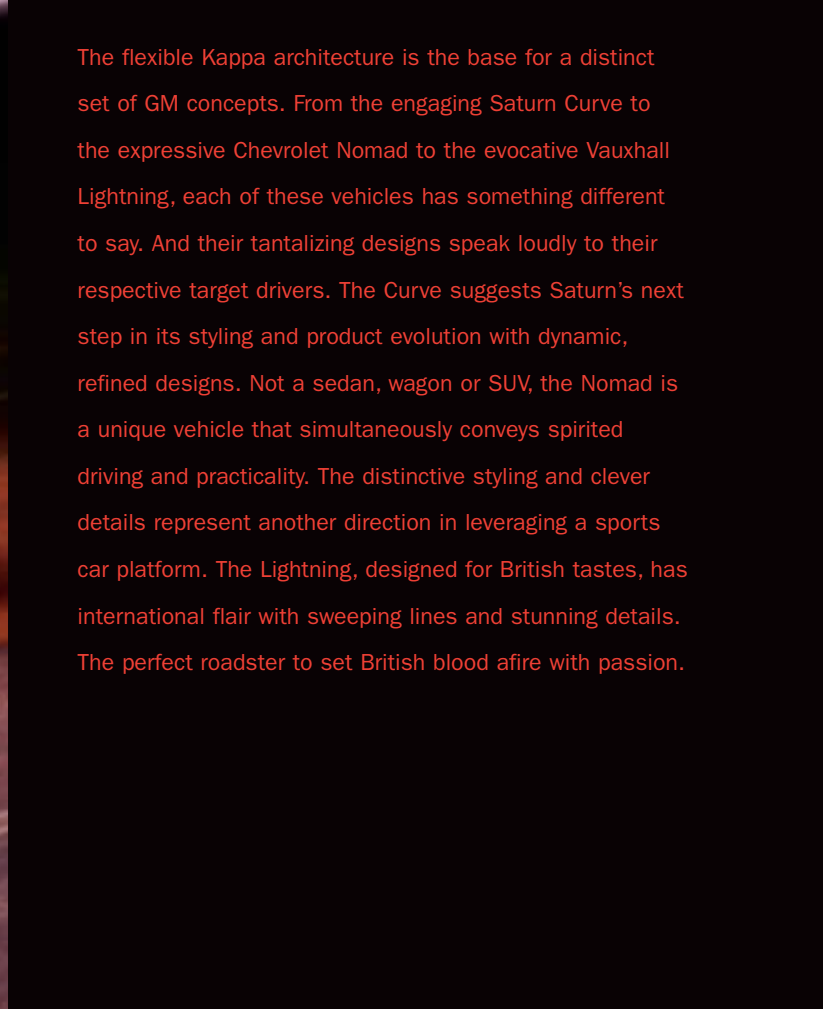 The flexible Kappa architecture is the base for a distinct
set of GM concepts. From the engaging Saturn Curve to
the expressive Chevrolet Nomad to the evocative Vauxhall
Lightning, each of these vehicles has something different
to say. And their tantalizing designs speak loudly to their
respective target drivers. The Curve suggests Saturn’s next
step in its styling and product evolution with dynamic,
refined designs. Not a sedan, wagon or SUV, the Nomad is
a unique vehicle that simultaneously conveys spirited
driving and practicality. The distinctive styling and clever
details represent another direction in leveraging a sports
car platform. The Lightning, designed for British tastes, has
international flair with sweeping lines and stunning details.
The perfect roadster to set British blood afire with passion.